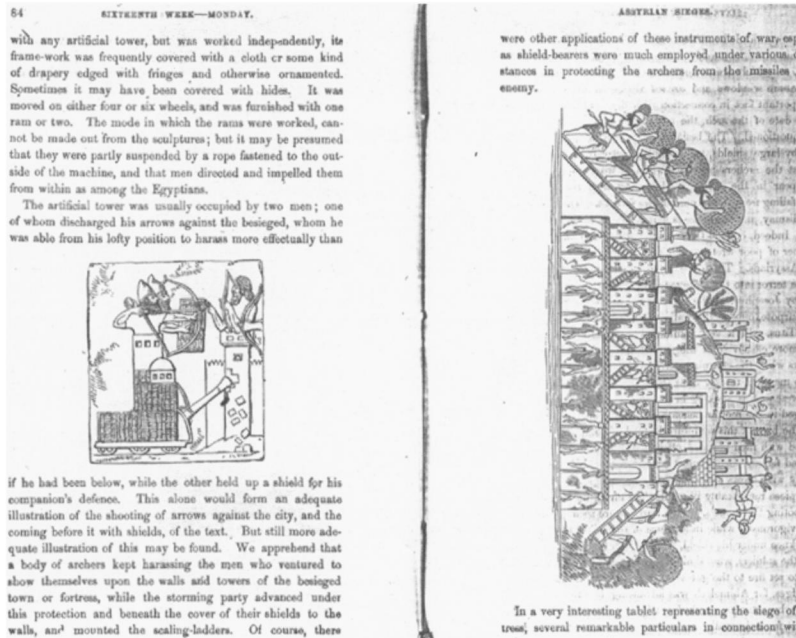 84
SIXTEENTH WEEK—MONDAY.
with any artificial tower, but was worked independently, its
frame-work was frequently covered with a cloth cr some kind
of drapery edged with fringes and otherwise ornamented.
Sometimes it may have been covered with hides. It was
moved on either four or six wheels, and was furnished with one
ram or two. The mode in which the rams were worked, can-
not be made out from the sculptures; but it may be presumed
that they were partly suspended by a rope fastened to the out-
side of the machine, and that men directed and impelled them
from within as among the Egyptians.
The artificial tower was usually occupied by two men; one
of whom discharged his arrows against the besieged, whom he
was able from his lofty position to harass more effectually than
if he had been below, while the other held up a shield for his
companion's defence. This alone would form an adequate
illustration of the shooting of arrows against the city, and the
coming before it with shields, of the text. But still more ade-
quate illustration of this may be found. We apprehend that
a body of archers kept harassing the men who ventured to
show themselves upon the walls and towers of the besieged
town or fortress, while the storming party advanced under
this protection and beneath the cover of their shields to the
walls, and mounted the scaling-ladders. Of course, there
ASSYRIAN SIEGES.
were other applications of these instruments of war, esp
as shield-bearers were much employed under various
stances in protecting the archers from the missiles
enemy.
In a very interesting tablet representing the siege of
tress, several remarkable particulars in connection wi